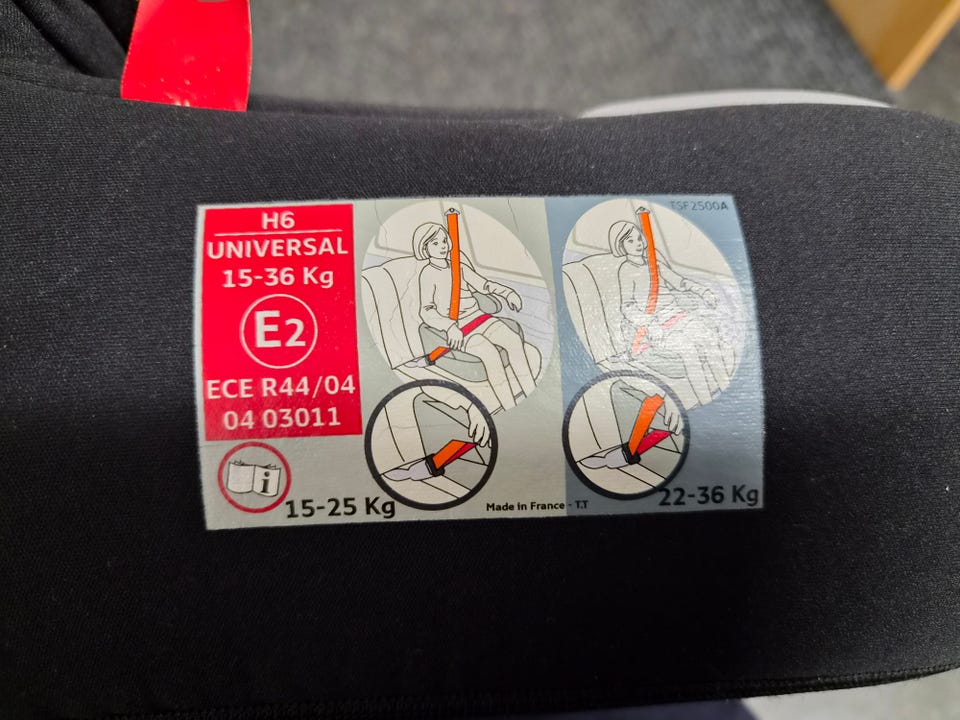 H6
UNIVERSAL
15-36 Kg
E2
ECE R44/04
04 03011
i
15-25 Kg
Made in France - T.T
TSF2500A
22-36 Kg